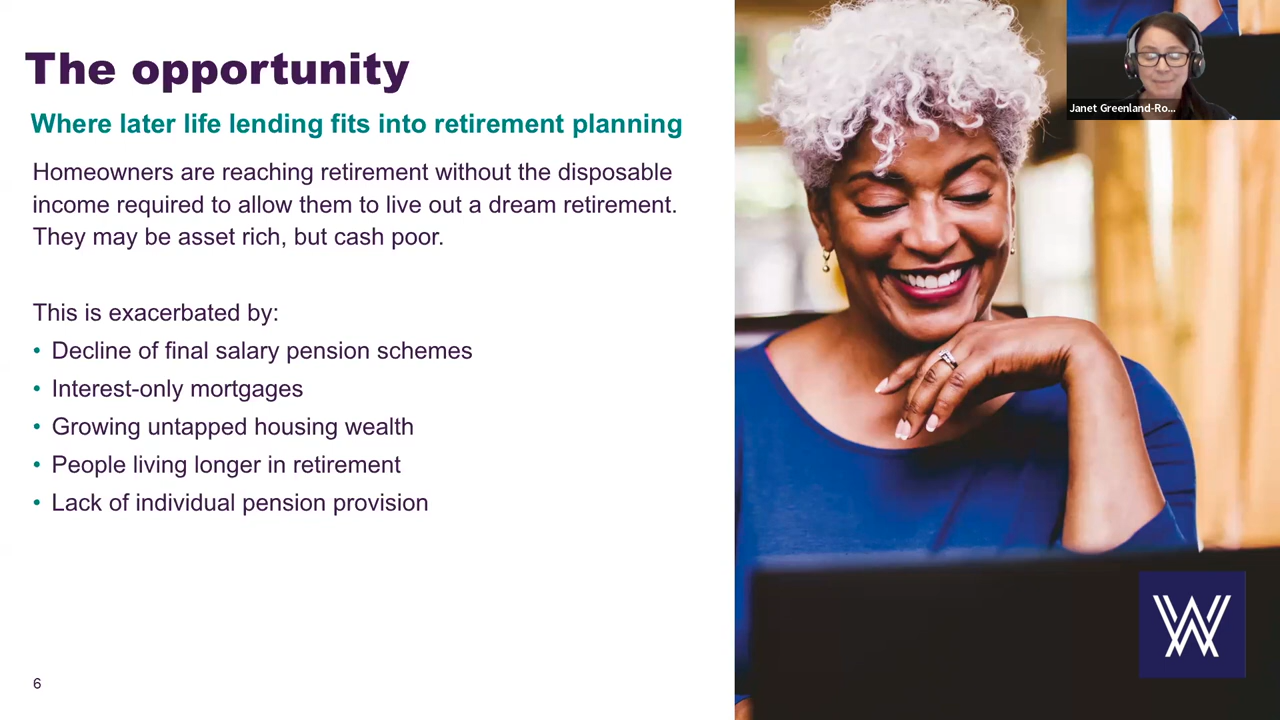 The opportunity
Where later life lending fits into retirement planning
Homeowners are reaching retirement without the disposable
income required to allow them to live out a dream retirement.
They may be asset rich, but cash poor.
This is exacerbated by:
• Decline of final salary pension schemes
• Interest-only mortgages
• Growing untapped housing wealth
• People living longer in retirement
• Lack of individual pension provision
6
Janet Greenland-Ro...
W